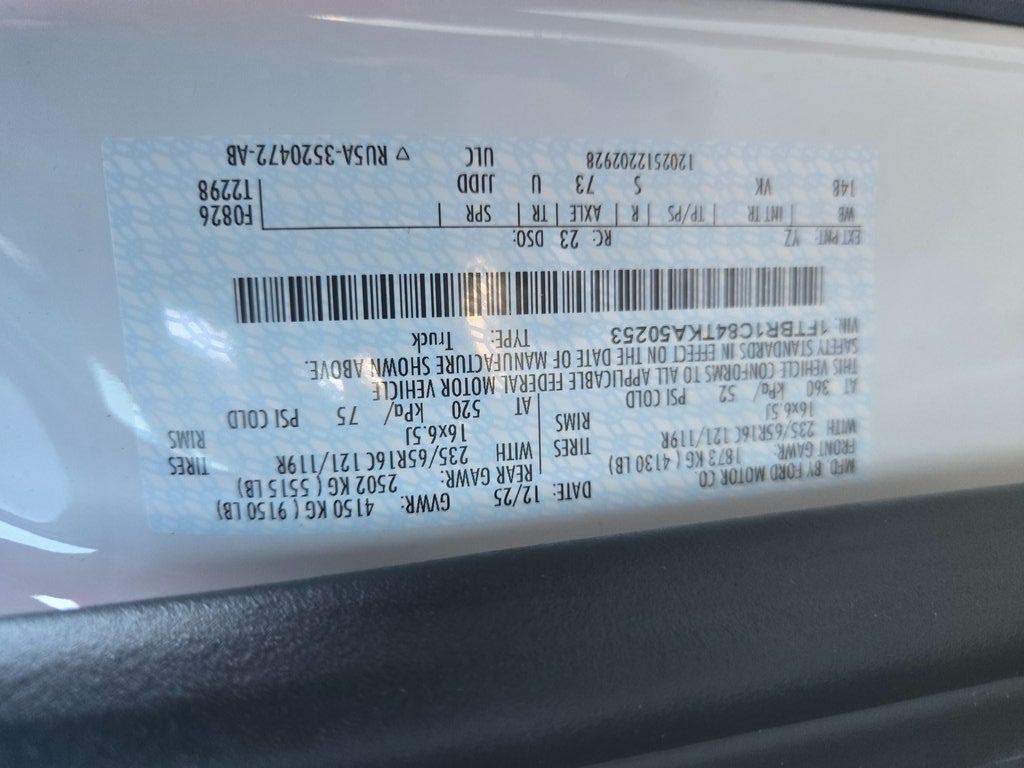 MFD BY FORD MOTOR CO DATE: 12/25 GVWR: 4150 KG ( 9150 LB)
FRONT GAWR: 1873 KG ( 4130 LB) REAR GAWR: 2502 KG ( 5515 LB)
WITH 235/65R16C 121/119R TIRES WITH 235/65R16C 121/119R TIRES
16x6.5J RIMS 16x6.5J RIMS
AT 360 kPa/ 52 PSI COLD AT 520 kPa/ 75 PSI COLD
THIS VEHICLE CONFORMS TO ALL APPLICABLE FEDERAL MOTOR VEHICLE
SAFETY STANDARDS IN EFFECT ON THE DATE OF MANUFACTURE SHOWN ABOVE.
VIN: 1FTBR1C84TKA50253 TYPE: Truck
EXT PNT: YZ RC: 23 DSO:
WB | INT TR | TP/PS | R | AXLE | TR | SPR | F0826
148 VK S 73 U JJDD T2298
120251220928 ULC ▽ RU5A-3520472-AB